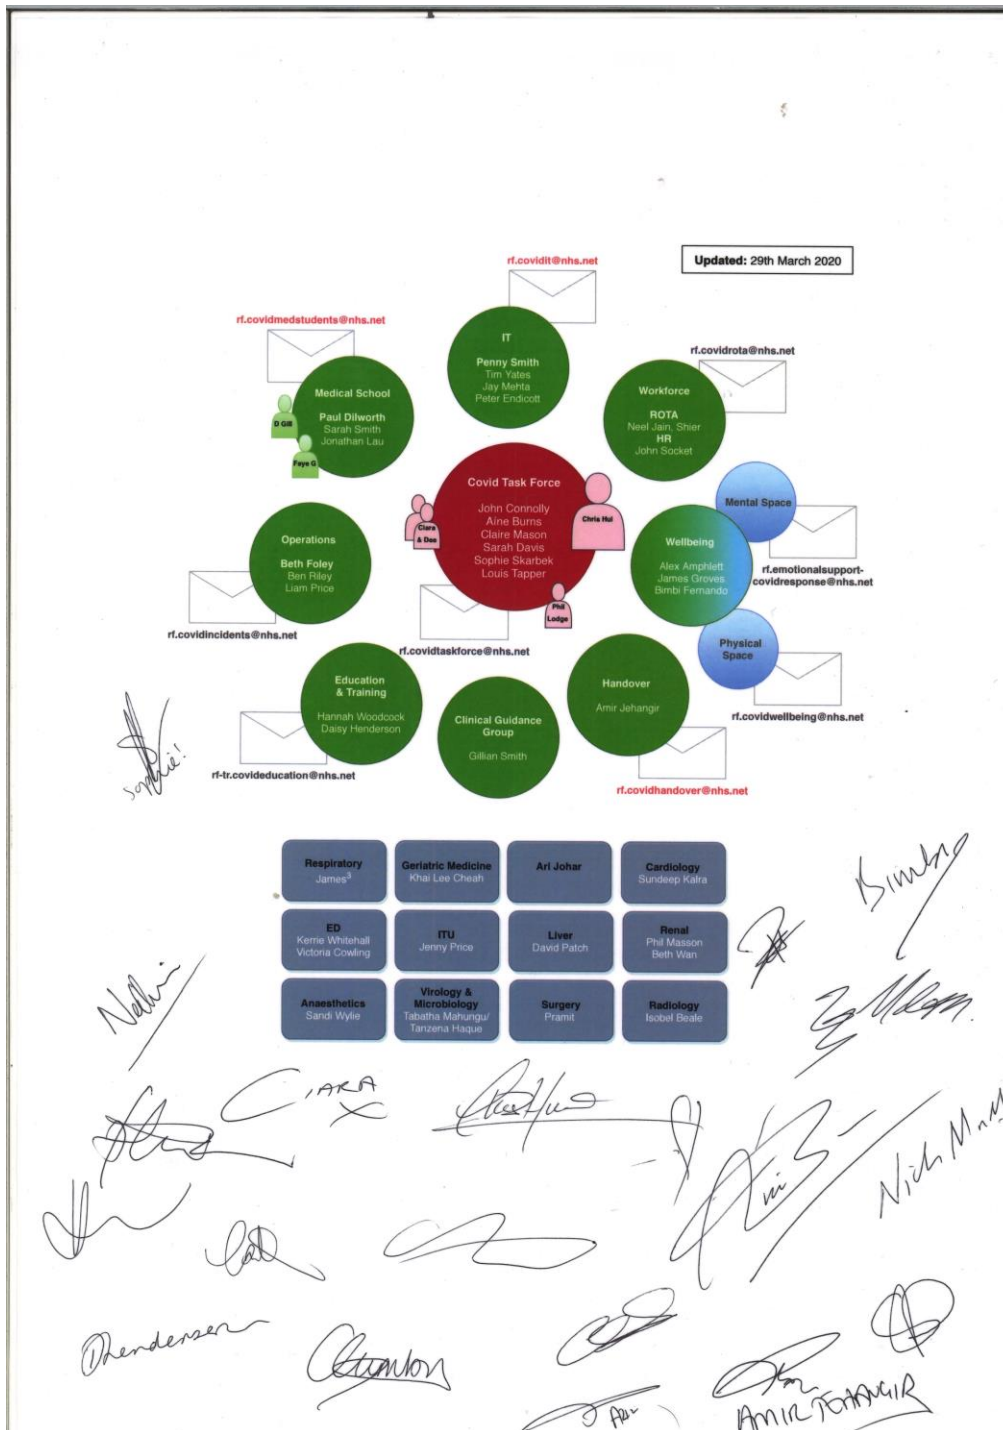 Updated: 29th March 2020
rf.covidit@nhs.net
IT
Penny Smith
Tim Yates
Jay Mehta
Peter Endicott
rf.covidmedstudents@nhs.net
Medical School
Paul Dilworth
Sarah Smith
Jonathan Lau
D Gill
Faye G
rf.covidrota@nhs.net
Workforce
ROTA
Neel Jain, Shier
HR
John Socket
Covid Task Force
John Connolly
Aine Burns
Claire Mason
Sarah Davis
Sophie Skarbek
Louis Tapper
Ciara
& Dee
Chris Hui
Phil
Lodge
rf.covidtaskforce@nhs.net
Mental Space
Wellbeing
Alex Amphlett
James Groves
Bimbi Fernando
rf.emotionalsupport-
covidresponse@nhs.net
Physical
Space
rf.covidwellbeing@nhs.net
Operations
Beth Foley
Ben Riley
Liam Price
rf.covidincidents@nhs.net
Education
& Training
Hannah Woodcock
Daisy Henderson
rf-tr.covideducation@nhs.net
Clinical Guidance
Group
Gillian Smith
Handover
Amir Jehangir
rf.covidhandover@nhs.net
Sophie!
Respiratory
James³
Geriatric Medicine
Khai Lee Cheah
Ari Johar
Cardiology
Sundeep Kalra
ED
Kerrie Whitehall
Victoria Cowling
ITU
Jenny Price
Liver
David Patch
Renal
Phil Masson
Beth Wan
Anaesthetics
Sandi Wylie
Virology &
Microbiology
Tabatha Mahungu/
Tanzena Haque
Surgery
Pramit
Radiology
Isobel Beale
CIARA X
DHenderson
AMIR JEHANGIR